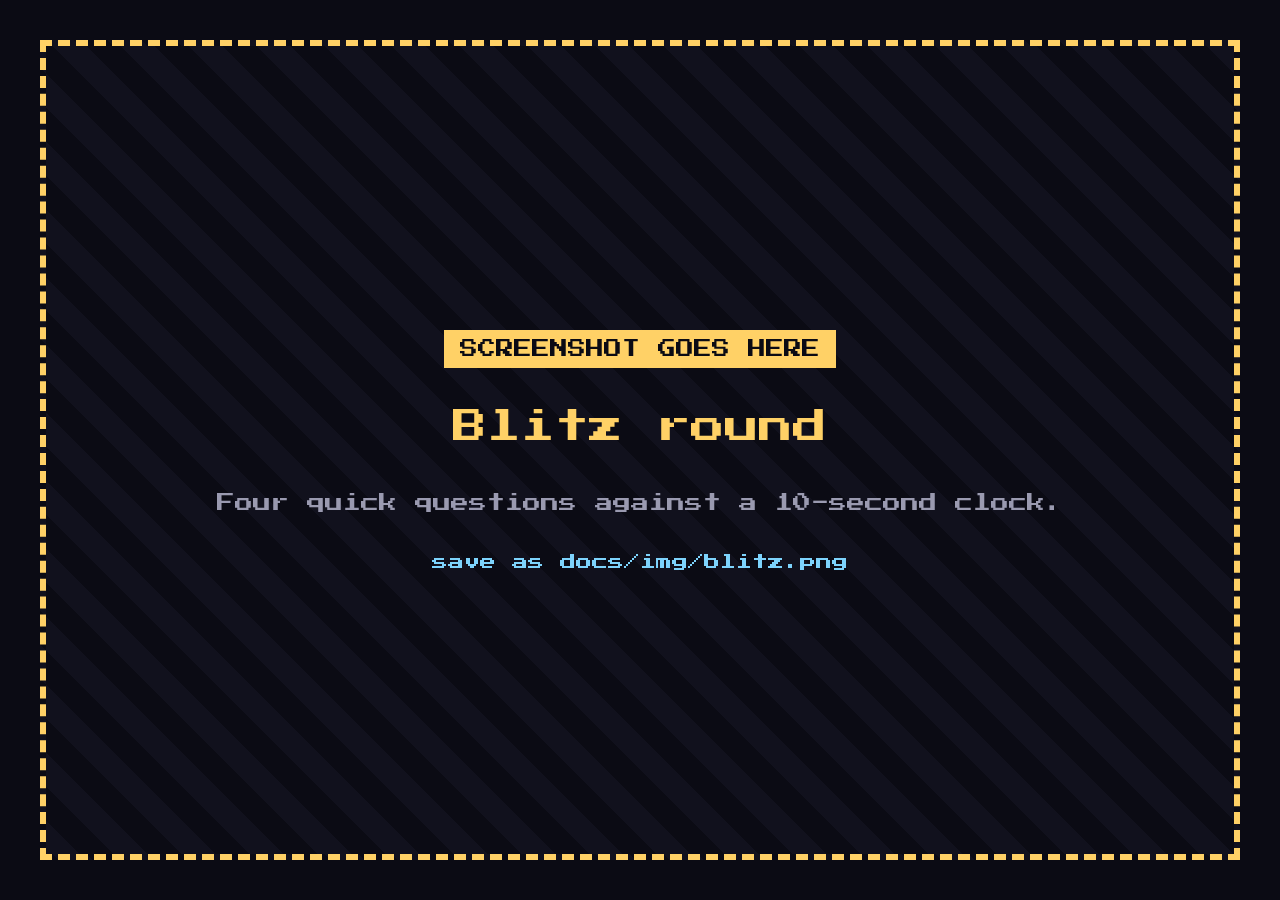 SCREENSHOT GOES HERE
Blitz round
Four quick questions against a 10-second clock.
save as docs/img/blitz.png